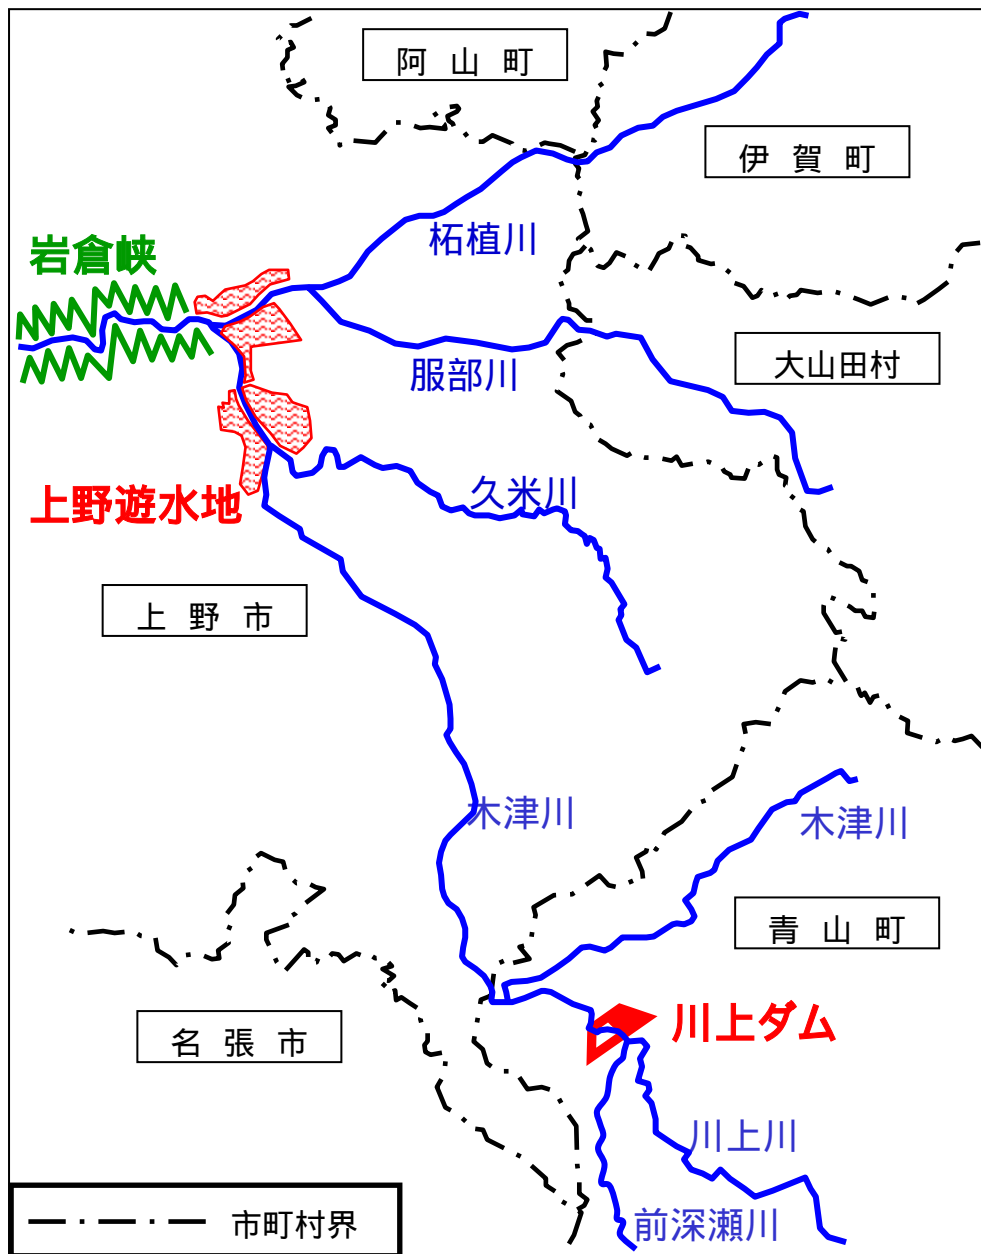 阿山町
伊賀町
柘植川
岩倉峡
服部川
大山田村
久米川
上野遊水地
上野市
木津川
木津川
青山町
川上ダム
名張市
川上川
前深瀬川
市町村界